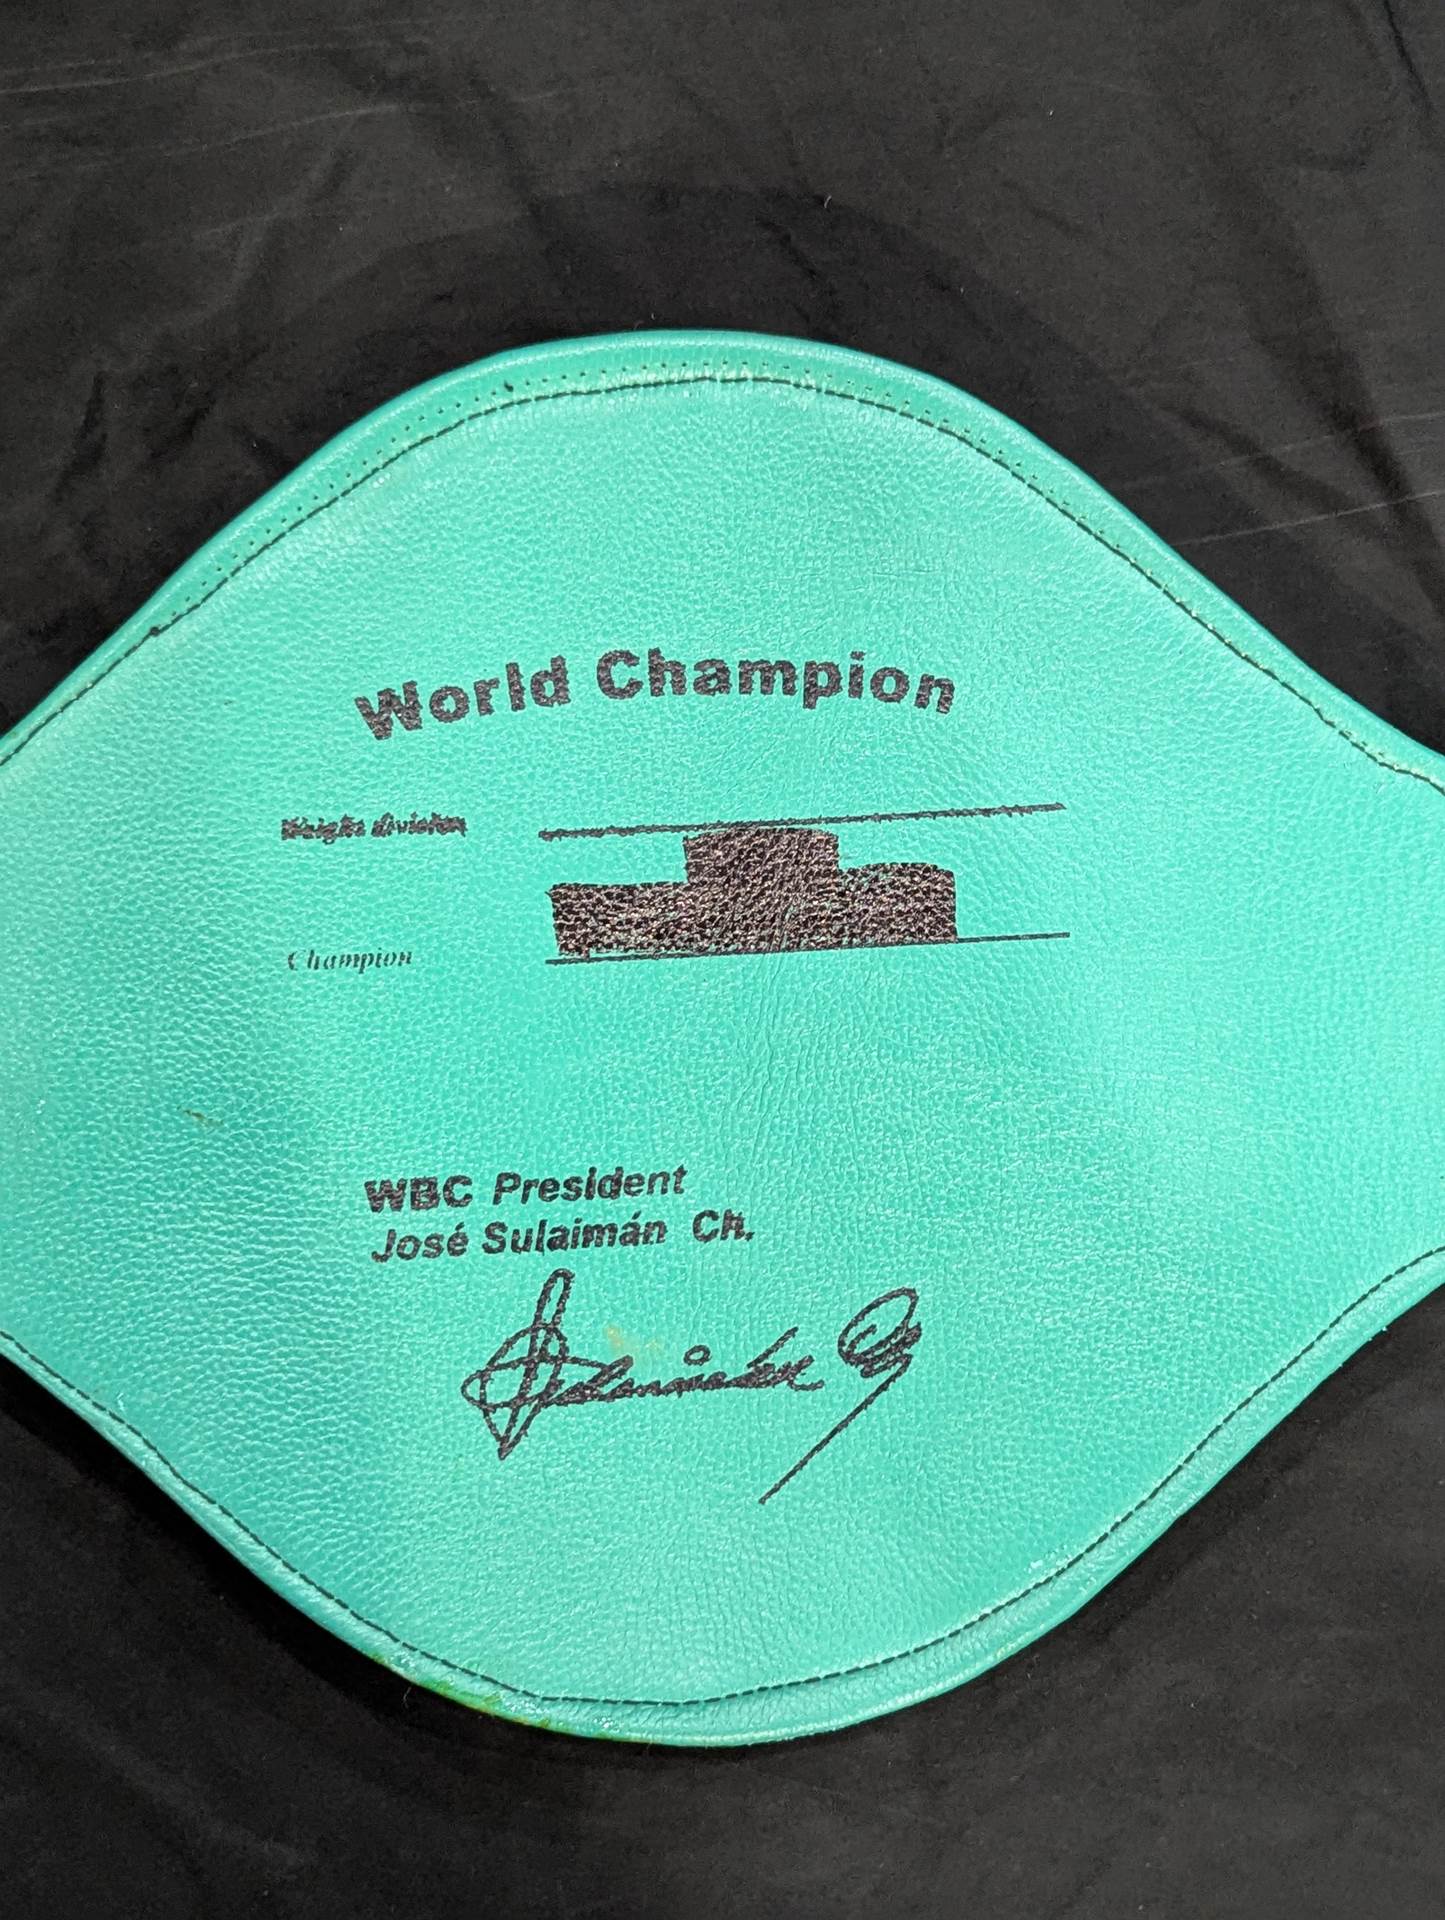 World Champion
Weight division
Champion
WBC President
José Sulaimán Ch.